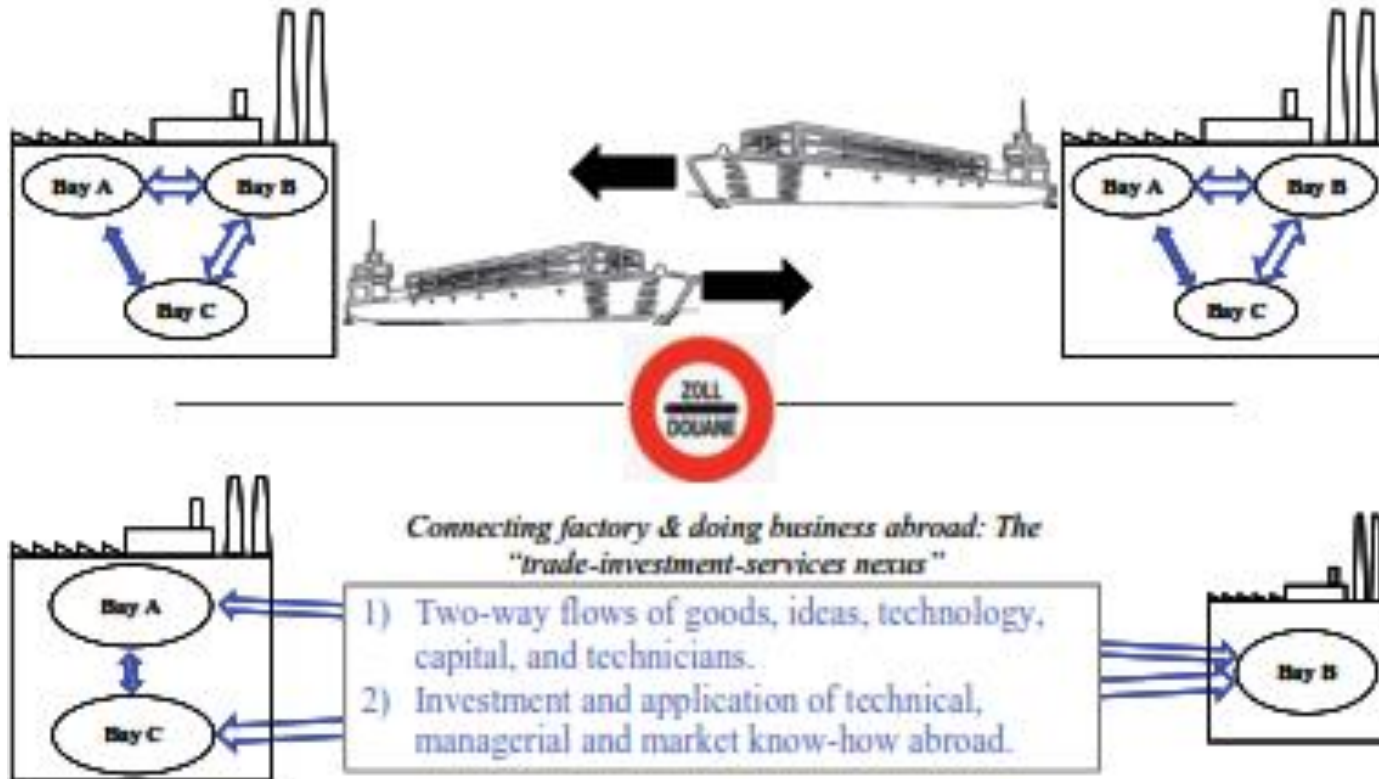 Bay A
Bay B
Bay C
Bay A
Bay B
Bay C
ZOLL
DOUANE
Connecting factory & doing business abroad: The
“trade-investment-services nexus”
Bay A
Bay C
1) Two-way flows of goods, ideas, technology,
capital, and technicians.
2) Investment and application of technical,
managerial and market know-how abroad.
Bay B